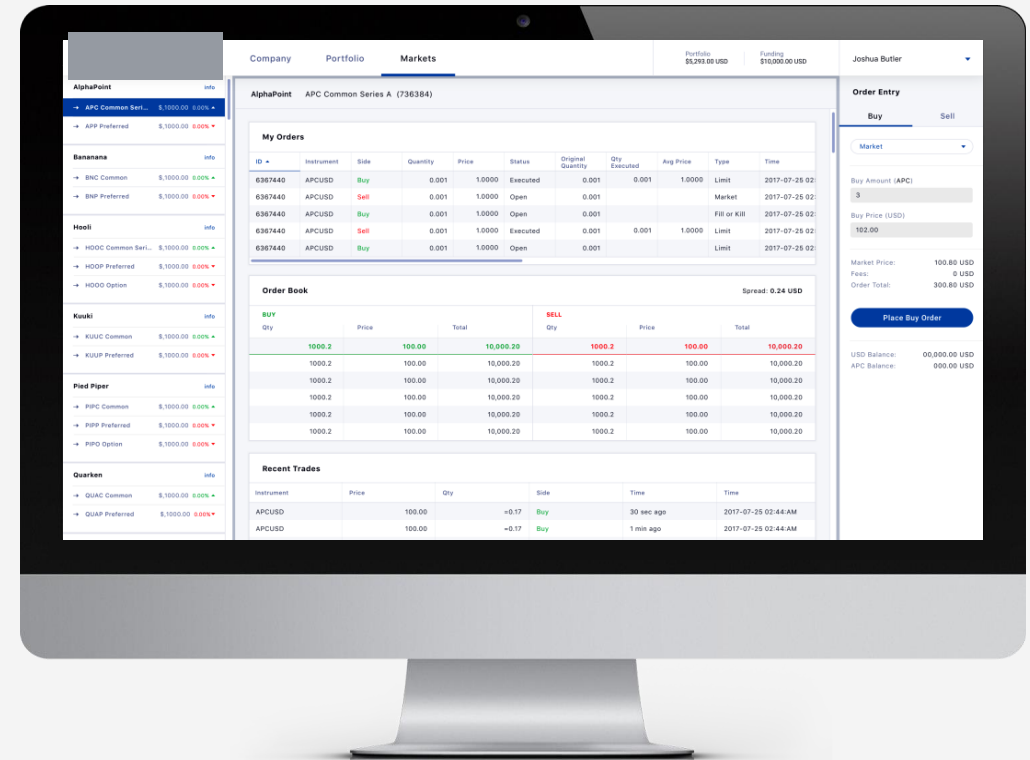 Company Portfolio Markets
Portfolio
$5,293.00 USD
Funding
$10,000.00 USD
Joshua Butler
AlphaPoint info
APC Common Seri... $,1000.00 0.00%
APP Preferred $,1000.00 0.00%
Bananana info
BNC Common $,1000.00 0.00%
BNP Preferred $,1000.00 0.00%
Hooli info
HOOC Common Seri... $,1000.00 0.00%
HOOP Preferred $,1000.00 0.00%
HOOO Option $,1000.00 0.00%
Kuuki info
KUUC Common $,1000.00 0.00%
KUUP Preferred $,1000.00 0.00%
Pied Piper info
PIPC Common $,1000.00 0.00%
PIPP Preferred $,1000.00 0.00%
PIPO Option $,1000.00 0.00%
Quarken info
QUAC Common $,1000.00 0.00%
QUAP Preferred $,1000.00 0.00%
AlphaPoint APC Common Series A (736384)
My Orders
ID Instrument Side Quantity Price Status Original Quantity Qty Executed Avg Price Type Time
6367440 APCUSD Buy 0.001 1.0000 Executed 0.001 0.001 1.0000 Limit 2017-07-25 02:
6367440 APCUSD Sell 0.001 1.0000 Open 0.001 Market 2017-07-25 02:
6367440 APCUSD Buy 0.001 1.0000 Open 0.001 Fill or Kill 2017-07-25 02:
6367440 APCUSD Sell 0.001 1.0000 Executed 0.001 0.001 1.0000 Limit 2017-07-25 02:
6367440 APCUSD Buy 0.001 1.0000 Open 0.001 Limit 2017-07-25 02:
Order Book Spread: 0.24 USD
BUY SELL
Qty Price Total Qty Price Total
1000.2 100.00 10,000.20 1000.2 100.00 10,000.20
1000.2 100.00 10,000.20 1000.2 100.00 10,000.20
1000.2 100.00 10,000.20 1000.2 100.00 10,000.20
1000.2 100.00 10,000.20 1000.2 100.00 10,000.20
1000.2 100.00 10,000.20 1000.2 100.00 10,000.20
1000.2 100.00 10,000.20 1000.2 100.00 10,000.20
Recent Trades
Instrument Price Qty Side Time Time
APCUSD 100.00 =0.17 Buy 30 sec ago 2017-07-25 02:44:AM
APCUSD 100.00 =0.17 Buy 1 min ago 2017-07-25 02:44:AM
Order Entry
Buy Sell
Market
Buy Amount (APC)
3
Buy Price (USD)
102.00
Market Price: 100.80 USD
Fees: 0 USD
Order Total: 300.80 USD
Place Buy Order
USD Balance: 00,000.00 USD
APC Balance: 000.00 USD